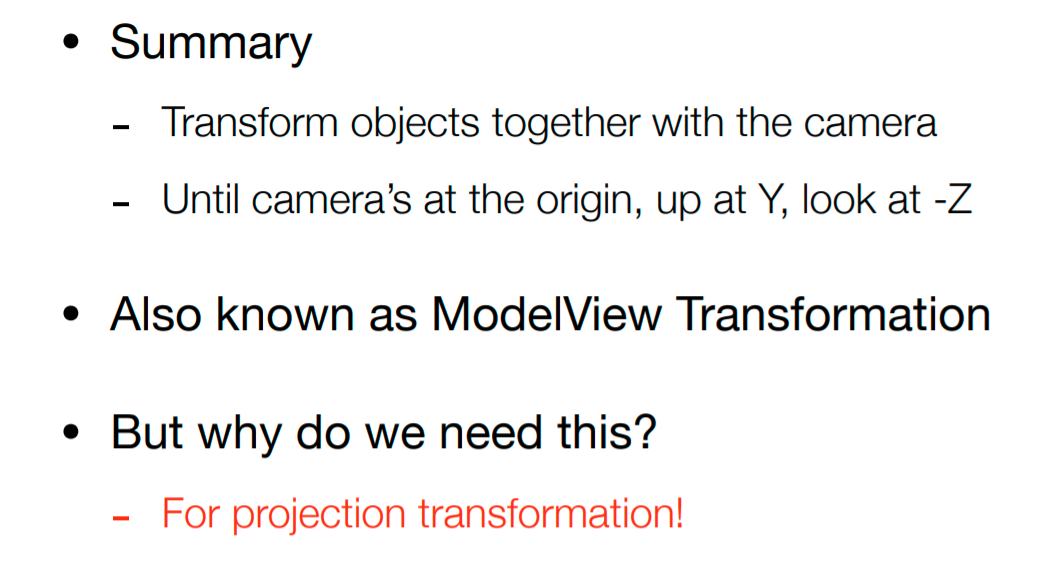 • Summary
- Transform objects together with the camera
- Until camera’s at the origin, up at Y, look at -Z
• Also known as ModelView Transformation
• But why do we need this?
- For projection transformation!